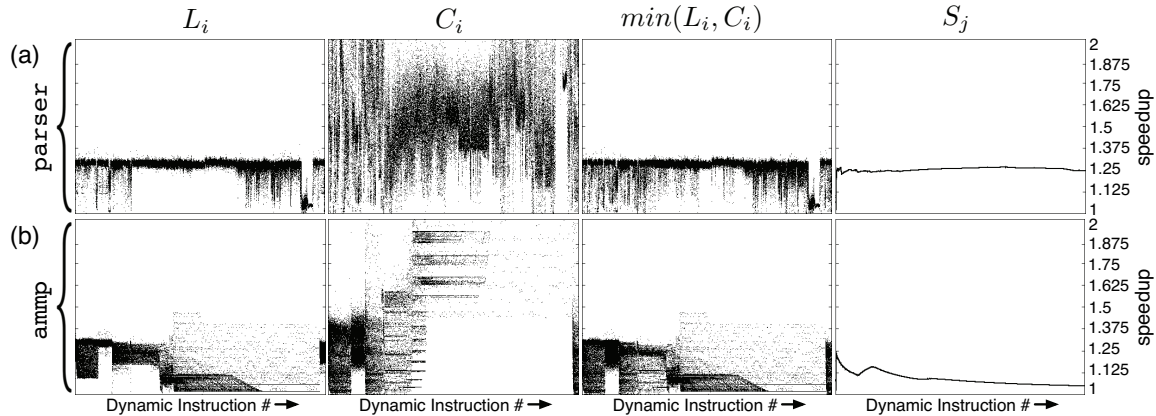 L_i C_i min(L_i, C_i) S_j
(a)
parser
2
1.875
1.75
1.625
1.5
1.375
1.25
1.125
1
speedup
(b)
ammp
2
1.875
1.75
1.625
1.5
1.375
1.25
1.125
1
speedup
Dynamic Instruction # Dynamic Instruction # Dynamic Instruction # Dynamic Instruction #